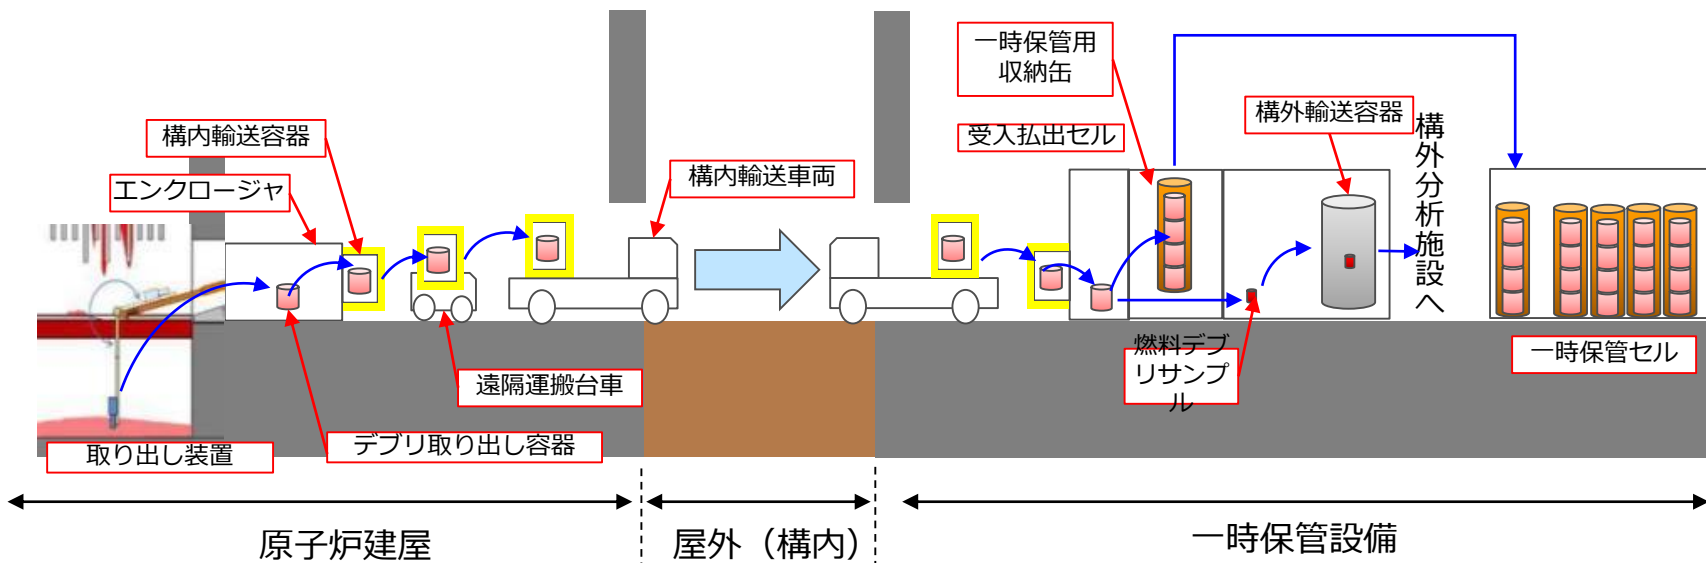 一時保管用
収納缶
構内輸送容器
エンクロージャ
構内輸送車両
受入払出セル
構外輸送容器
構外分析施設へ
遠隔運搬台車
デブリ取り出し容器
取り出し装置
燃料デブ
リサンプ
ル
一時保管セル
原子炉建屋
屋外（構内）
一時保管設備